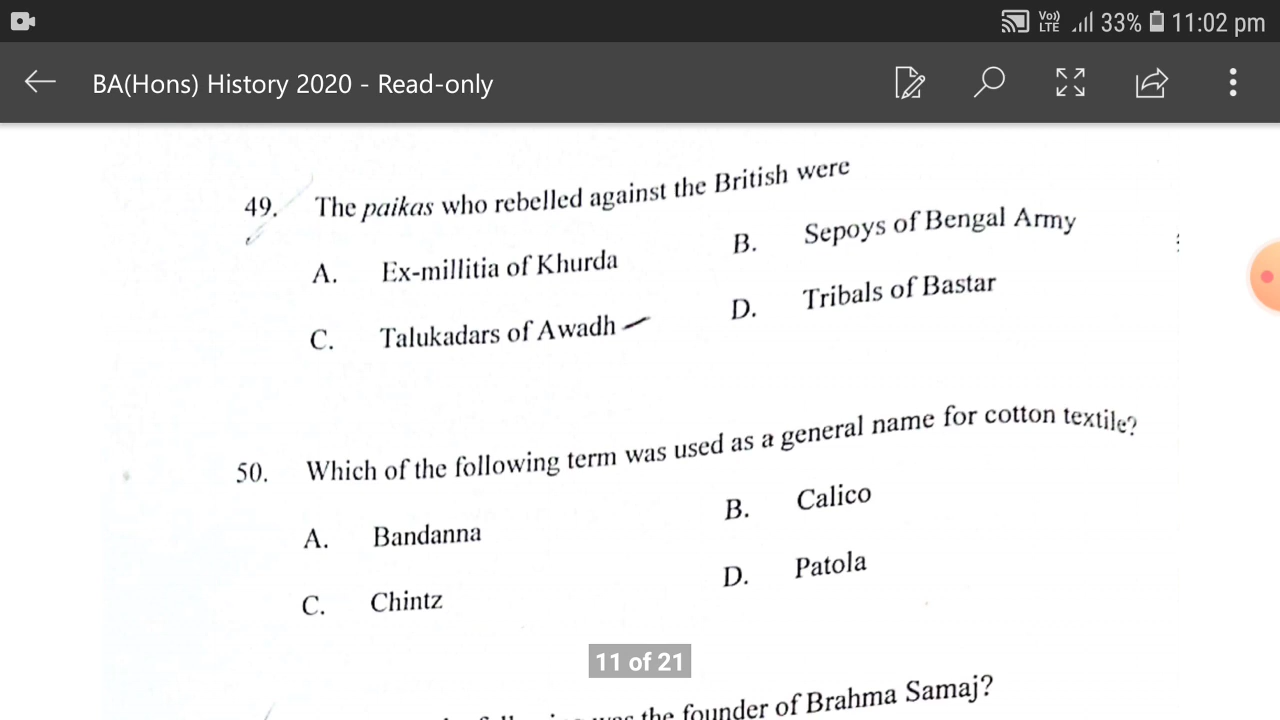 Vo)) LTE 33% 11:02 pm
BA(Hons) History 2020 - Read-only
49. The paikas who rebelled against the British were
A. Ex-millitia of Khurda B. Sepoys of Bengal Army
C. Talukadars of Awadh D. Tribals of Bastar
50. Which of the following term was used as a general name for cotton textile?
A. Bandanna B. Calico
C. Chintz D. Patola
11 of 21
the founder of Brahma Samaj?